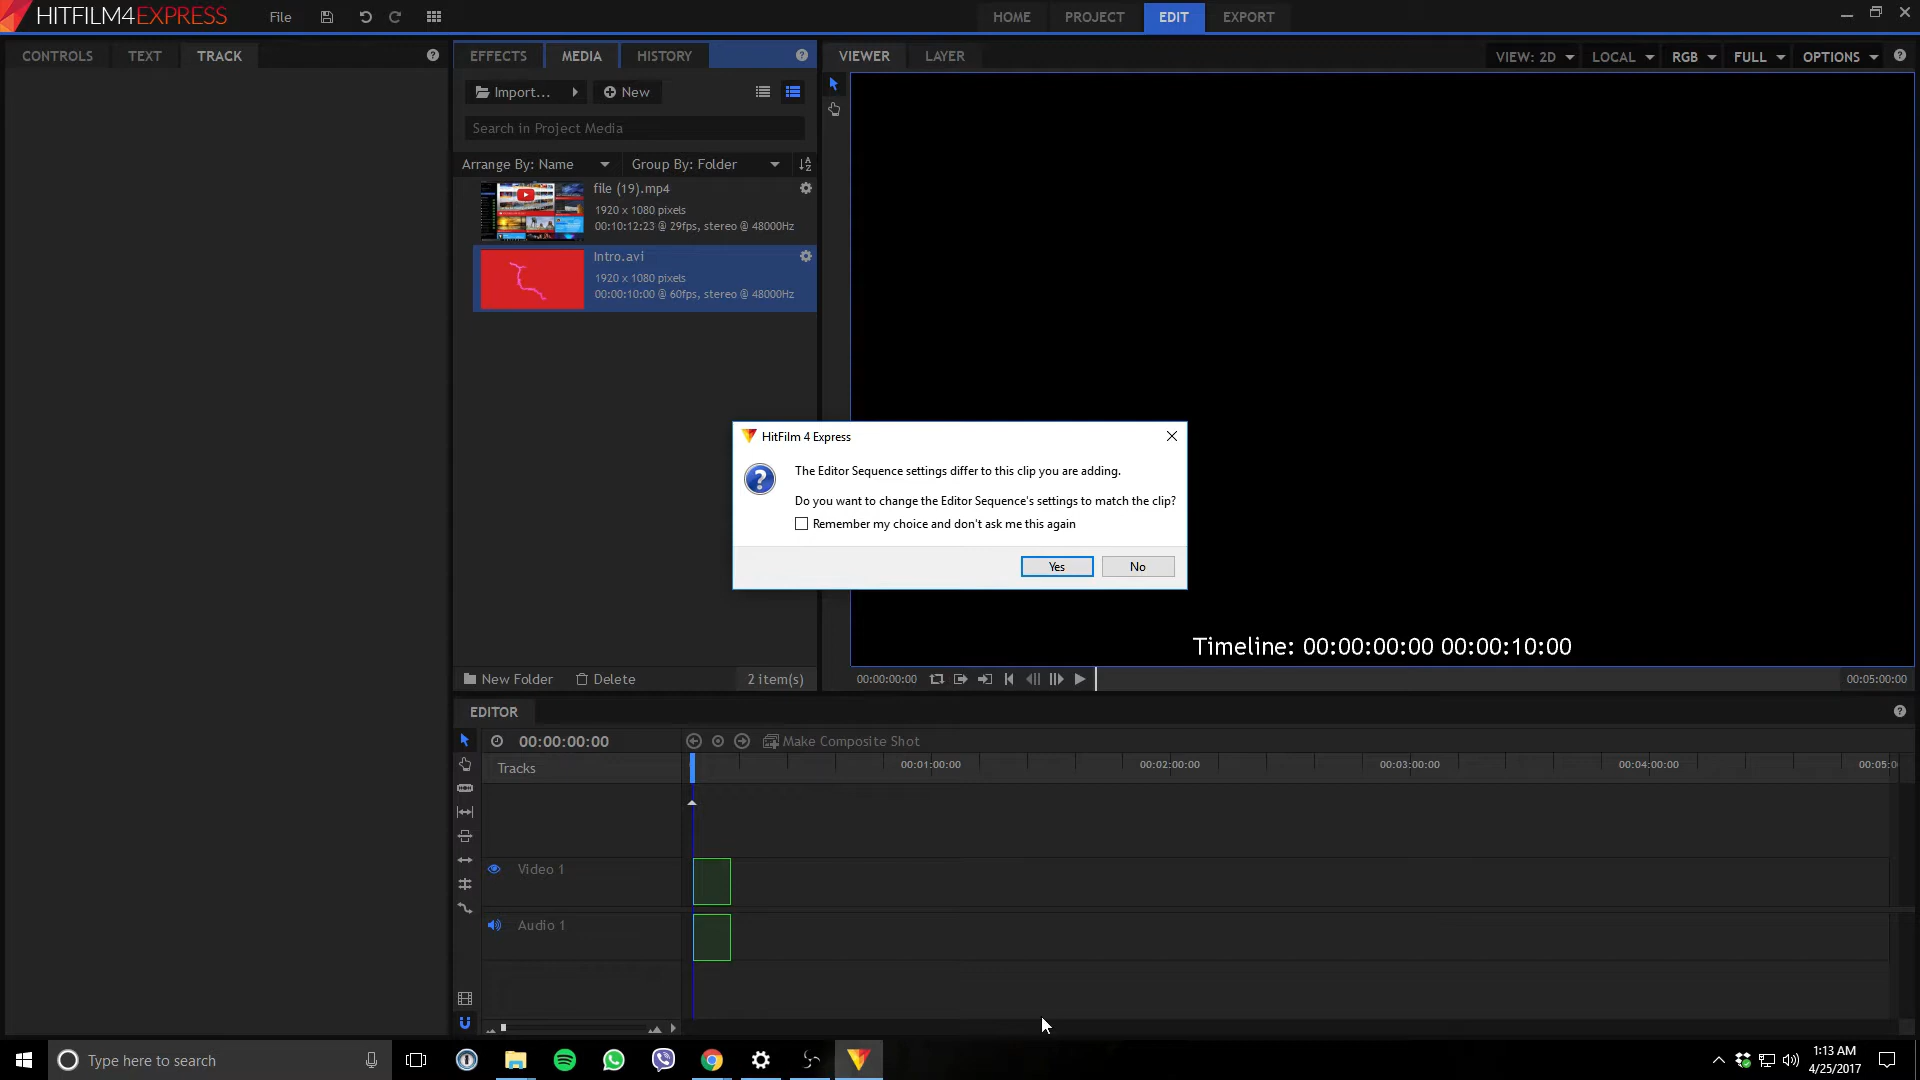 HITFILM4EXPRESS
File
HOME
PROJECT
EDIT
EXPORT
CONTROLS
TEXT
TRACK
EFFECTS
MEDIA
HISTORY
VIEWER
LAYER
VIEW: 2D
LOCAL
RGB
FULL
OPTIONS
Import...
New
Search in Project Media
Arrange By: Name
Group By: Folder
file (19).mp4
1920 x 1080 pixels
00:10:12:23 @ 29fps, stereo @ 48000Hz
Intro.avi
1920 x 1080 pixels
00:00:10:00 @ 60fps, stereo @ 48000Hz
HitFilm 4 Express
The Editor Sequence settings differ to this clip you are adding.
Do you want to change the Editor Sequence's settings to match the clip?
Remember my choice and don't ask me this again
Yes
No
Timeline: 00:00:00:00 00:00:10:00
New Folder
Delete
2 item(s)
00:00:00:00
00:05:00:00
EDITOR
00:00:00:00
Make Composite Shot
Tracks
00:01:00:00
00:02:00:00
00:03:00:00
00:04:00:00
00:05:0
Video 1
Audio 1
Type here to search
1:13 AM
4/25/2017